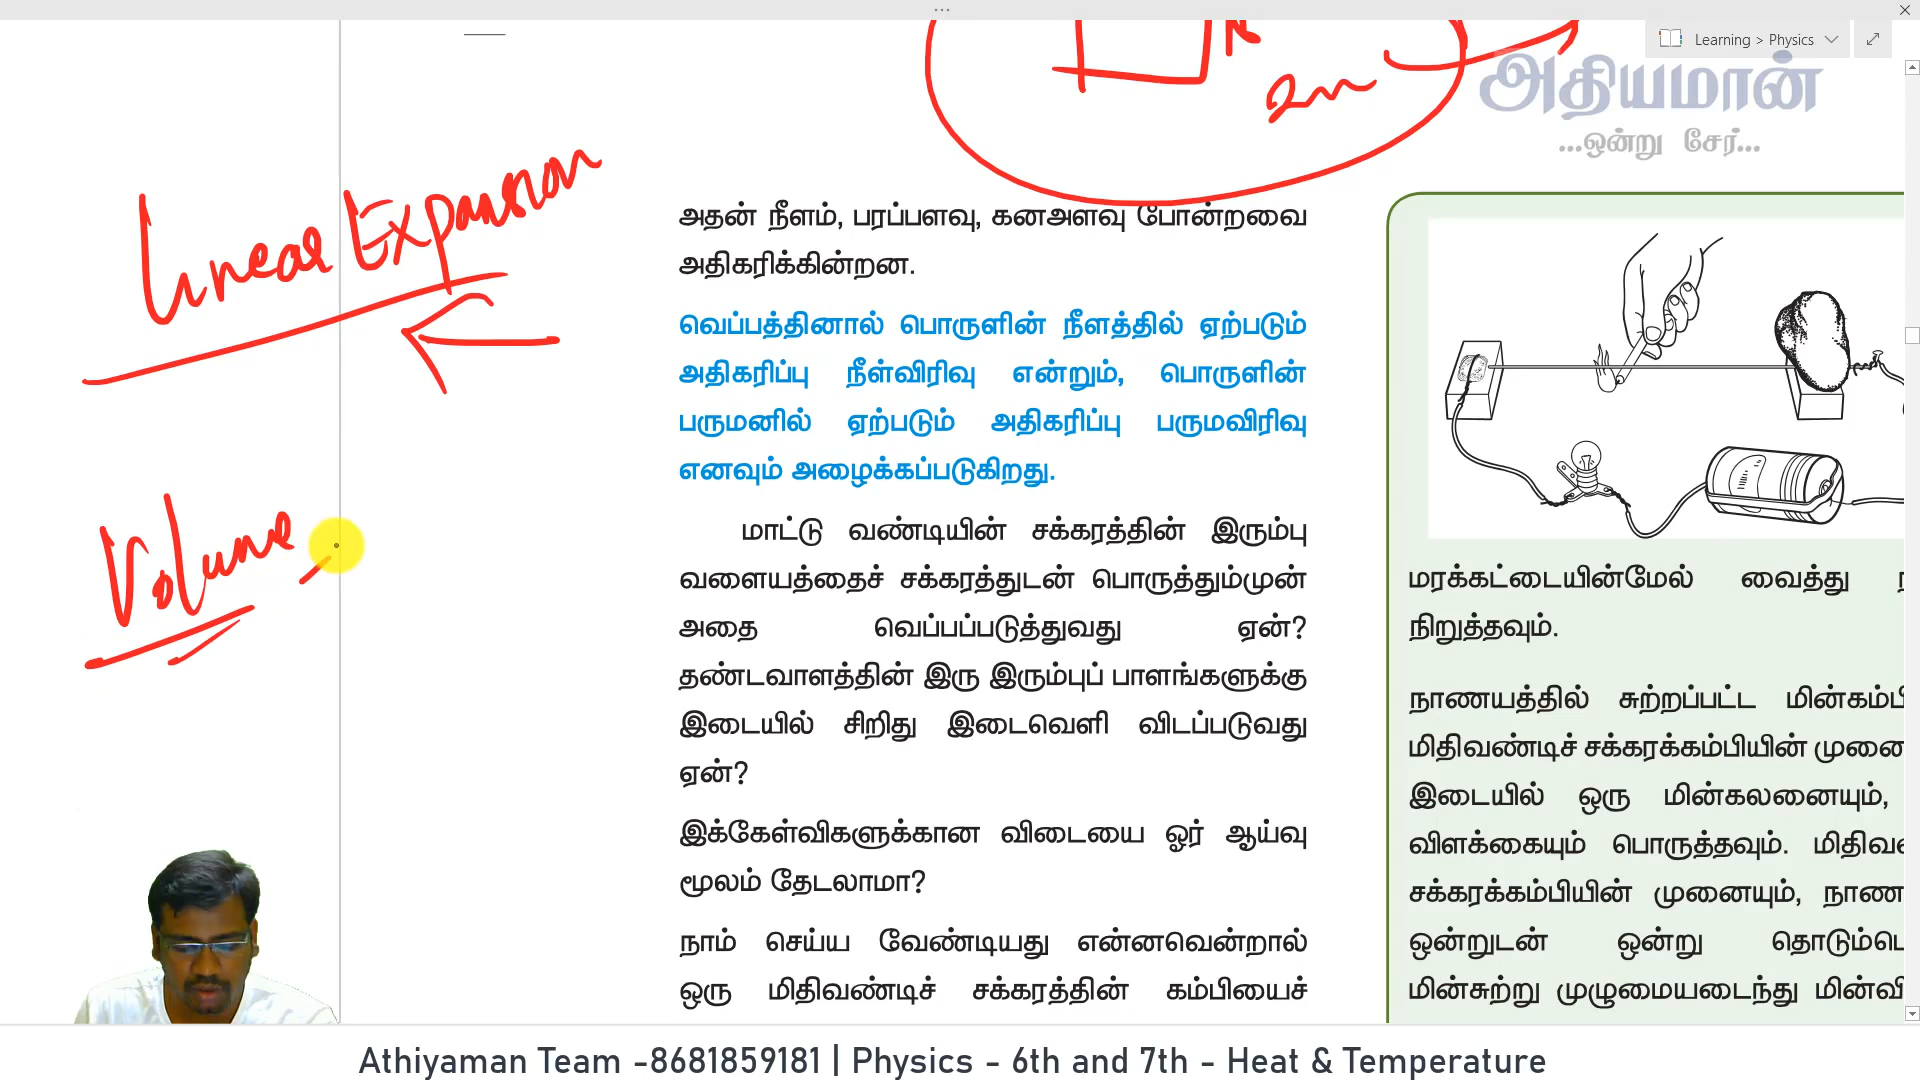 Learning > Physics
அதியமான்
...ஒன்று சேர்...
2m
Linear Expansion
Volume
அதன் நீளம், பரப்பளவு, கனஅளவு போன்றவை
அதிகரிக்கின்றன.
வெப்பத்தினால் பொருளின் நீளத்தில் ஏற்படும்
அதிகரிப்பு நீள்விரிவு என்றும், பொருளின்
பருமனில் ஏற்படும் அதிகரிப்பு பருமவிரிவு
எனவும் அழைக்கப்படுகிறது.
மாட்டு வண்டியின் சக்கரத்தின் இரும்பு
வளையத்தைச் சக்கரத்துடன் பொருத்தும்முன்
அதை வெப்பப்படுத்துவது ஏன்?
தண்டவாளத்தின் இரு இரும்புப் பாளங்களுக்கு
இடையில் சிறிது இடைவெளி விடப்படுவது
ஏன்?
இக்கேள்விகளுக்கான விடையை ஓர் ஆய்வு
மூலம் தேடலாமா?
நாம் செய்ய வேண்டியது என்னவென்றால்
ஒரு மிதிவண்டிச் சக்கரத்தின் கம்பியைச்
மரக்கட்டையின்மேல் வைத்து
நிறுத்தவும்.
நாணயத்தில் சுற்றப்பட்ட மின்கம்பி
மிதிவண்டிச் சக்கரக்கம்பியின் முனை
இடையில் ஒரு மின்கலனையும்,
விளக்கையும் பொருத்தவும். மிதிவ
சக்கரக்கம்பியின் முனையும், நாண
ஒன்றுடன் ஒன்று தொடும்பெ
மின்சுற்று முழுமையடைந்து மின்வி
Athiyaman Team -8681859181 | Physics - 6th and 7th - Heat & Temperature